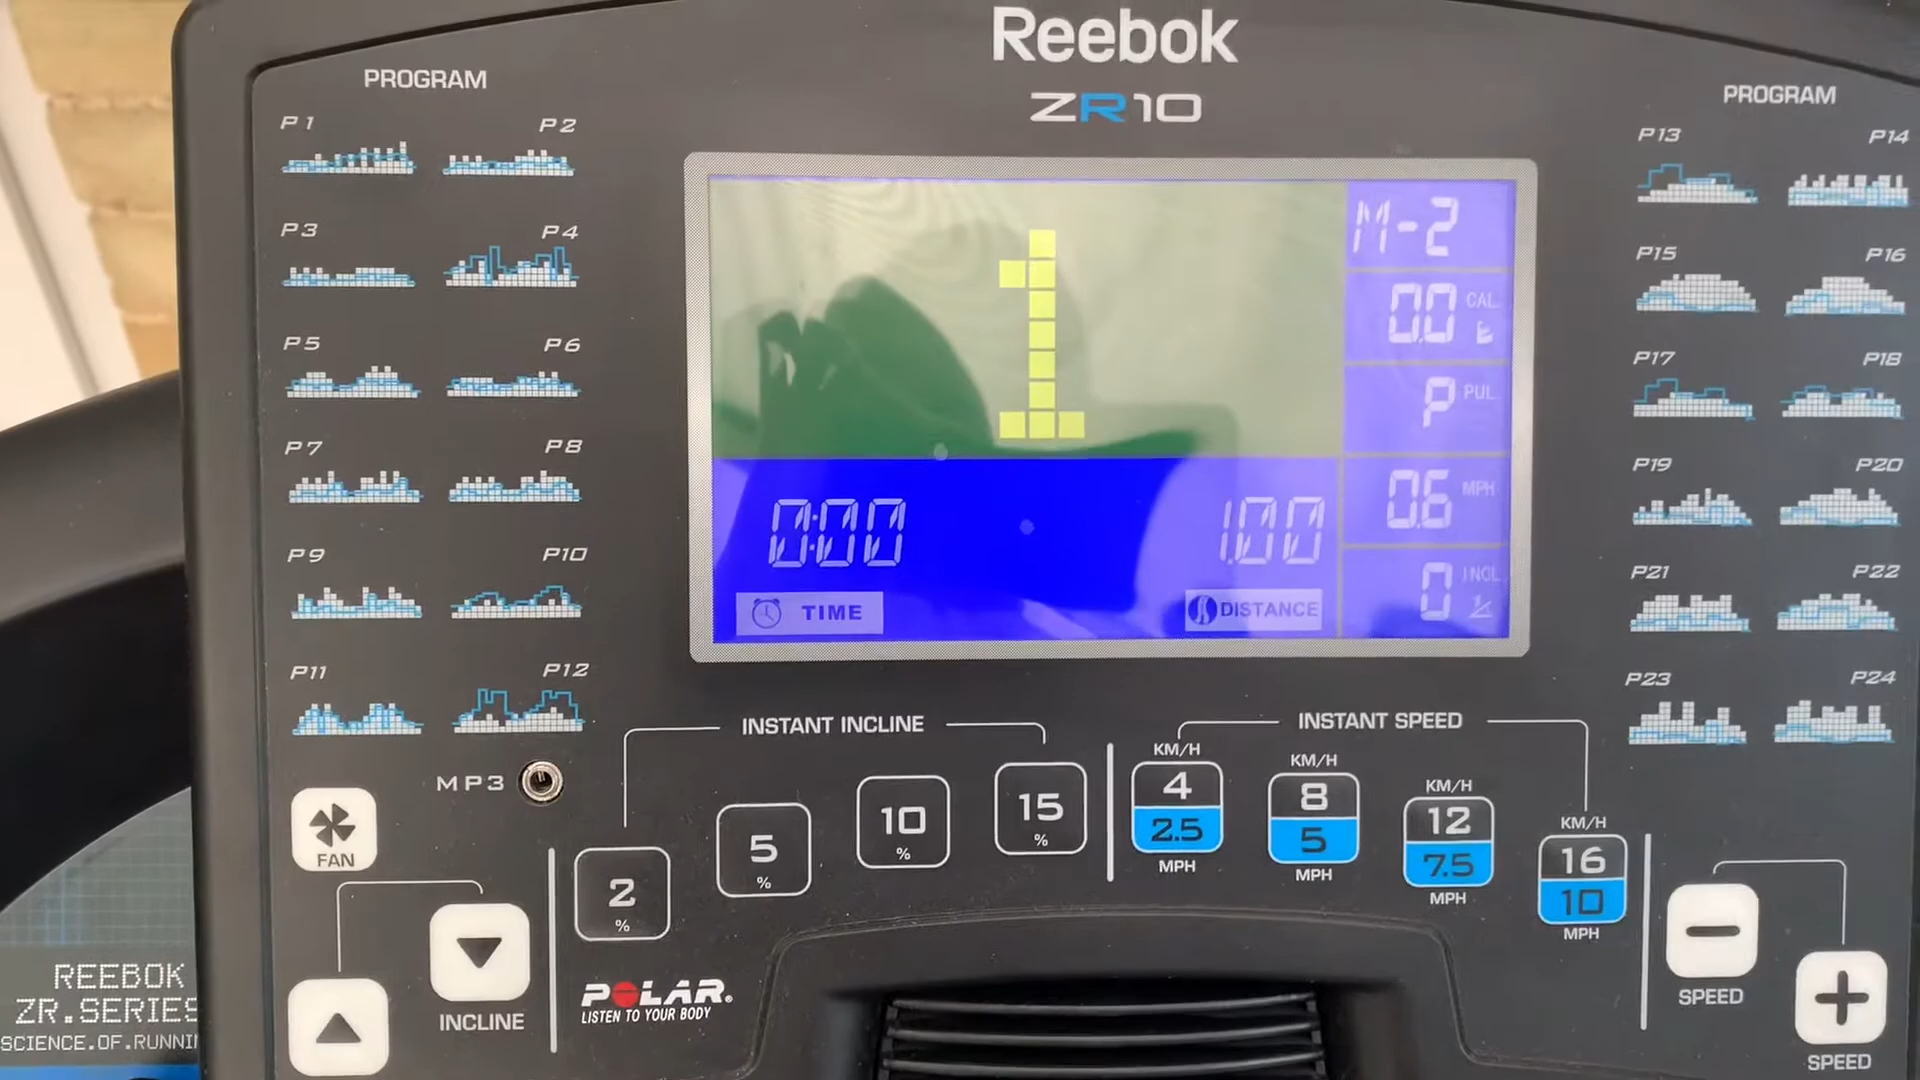 Reebok
ZR10
PROGRAM
P1
P2
P3
P4
P5
P6
P7
P8
P9
P10
P11
P12
1
M-2
0.0 CAL
P PUL
0.6 MPH
0 INCL
0:00
1.00
TIME
DISTANCE
PROGRAM
P13
P14
P15
P16
P17
P18
P19
P20
P21
P22
P23
P24
MP3
FAN
INCLINE
INSTANT INCLINE
2 %
5 %
10 %
15 %
INSTANT SPEED
KM/H
4
2.5
MPH
KM/H
8
5
MPH
KM/H
12
7.5
MPH
KM/H
16
10
MPH
SPEED
SPEED
POLAR®
LISTEN TO YOUR BODY
REEBOK
ZR.SERIES
SCIENCE.OF.RUNNI